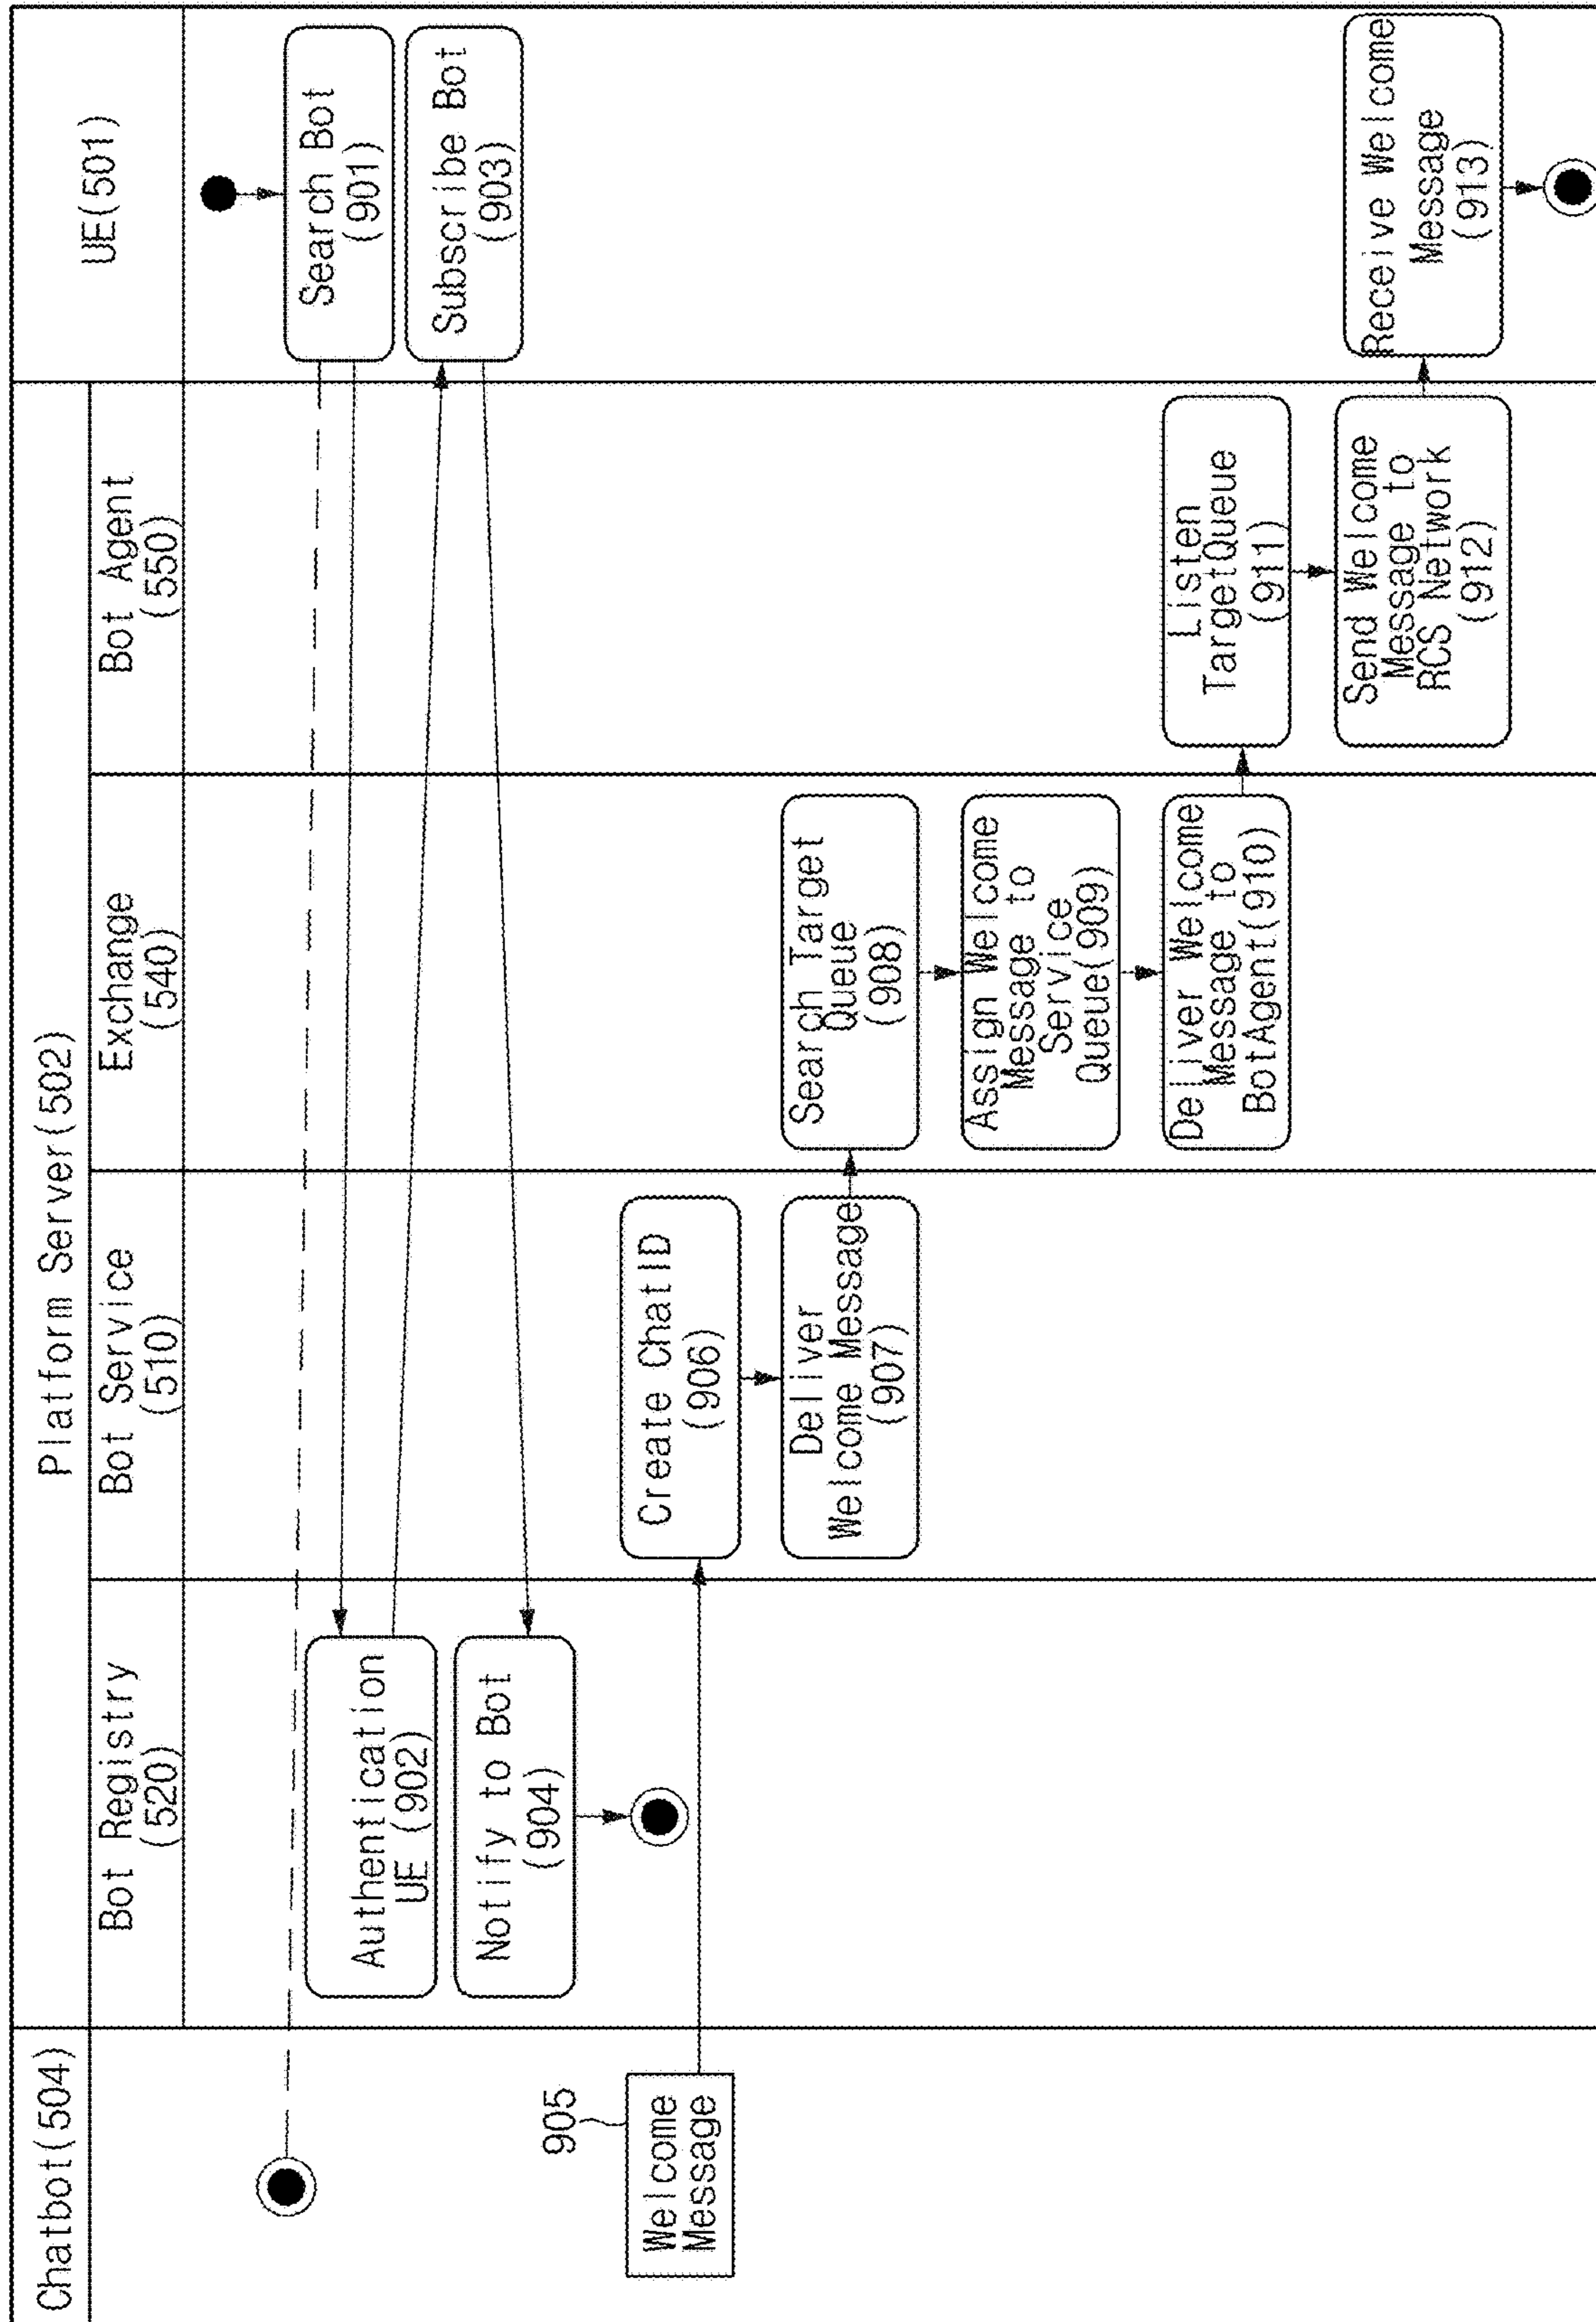 Chatbot(504)
Platform Server(502)
UE(501)
Bot Registry
(520)
Bot Service
(510)
Exchange
(540)
Bot Agent
(550)
Search Bot
(901)
Authentication
UE (902)
Subscribe Bot
(903)
Notify to Bot
(904)
905
Welcome
Message
Create ChatID
(906)
Deliver
Welcome Message
(907)
Search Target
Queue
(908)
Assign Welcome
Message to
Service
Queue(909)
Deliver Welcome
Message to
BotAgent(910)
Listen
TargetQueue
(911)
Send Welcome
Message to
RCS Network
(912)
Receive Welcome
Message
(913)